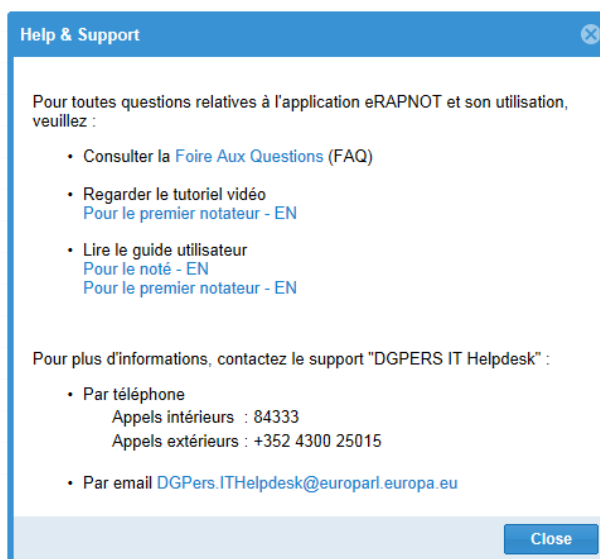 Help & Support
Pour toutes questions relatives à l'application eRAPNOT et son utilisation,
veuillez :
• Consulter la Foire Aux Questions (FAQ)
• Regarder le tutoriel vidéo
Pour le premier notateur - EN
• Lire le guide utilisateur
Pour le noté - EN
Pour le premier notateur - EN
Pour plus d'informations, contactez le support "DGPERS IT Helpdesk" :
• Par téléphone
Appels intérieurs : 84333
Appels extérieurs : +352 4300 25015
• Par email DGPers.ITHelpdesk@europarl.europa.eu
Close